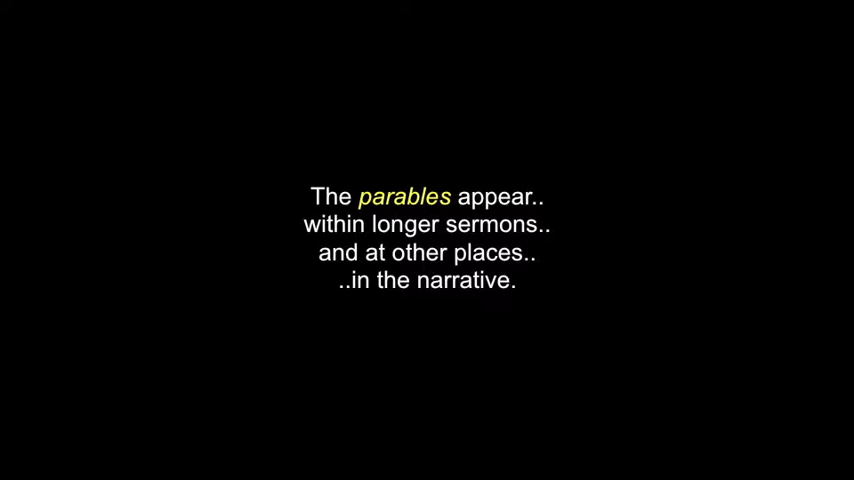 The parables appear..
within longer sermons..
and at other places..
..in the narrative.